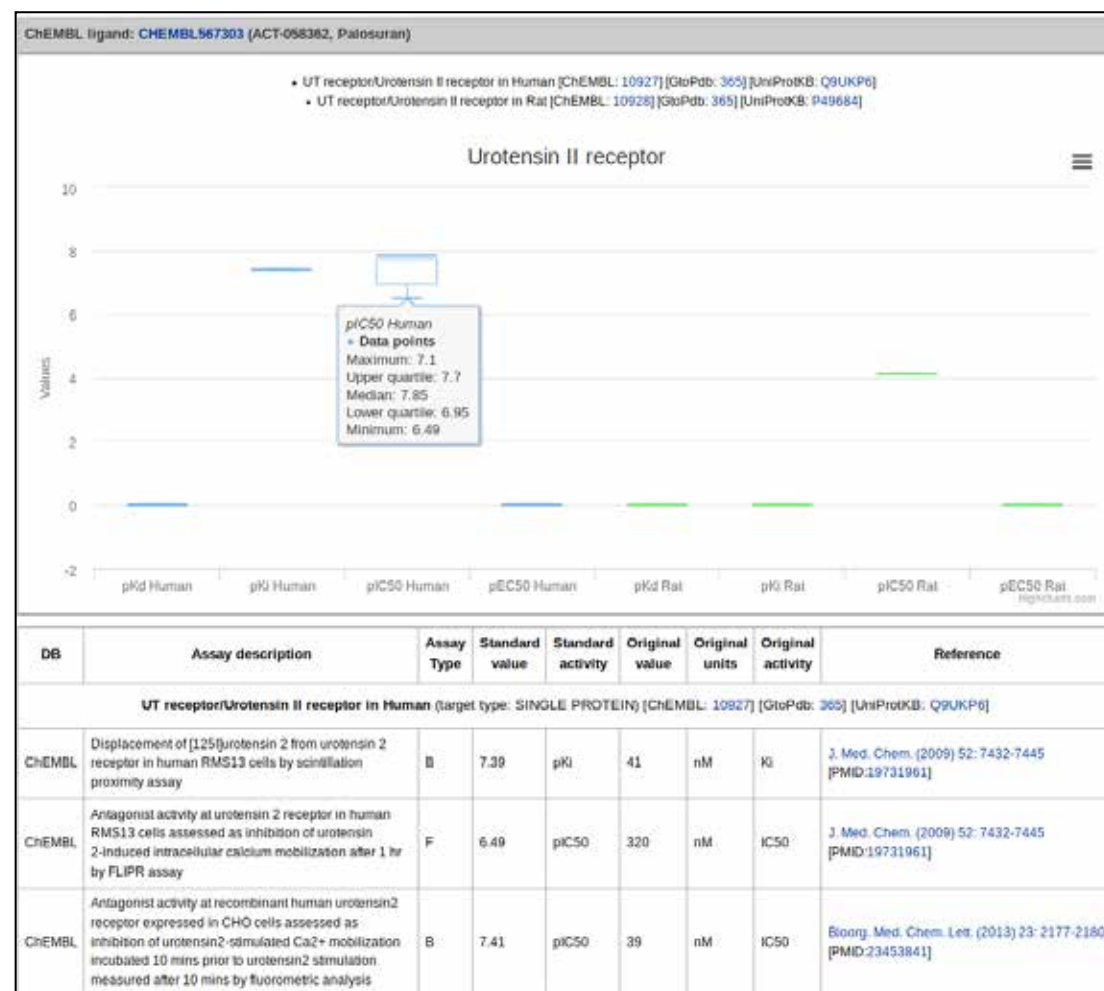 ChEMBL ligand: CHEMBL567303 (ACT-058362, Palosuran)
• UT receptor/Urotensin II receptor in Human [ChEMBL: 10927] [GtoPdb: 365] [UniProtKB: Q9UKP6]
• UT receptor/Urotensin II receptor in Rat [ChEMBL: 10928] [GtoPdb: 365] [UniProtKB: P49684]
Urotensin II receptor
10
8
6
4
2
0
-2
Values
pIC50 Human
• Data points
Maximum: 7.1
Upper quartile: 7.7
Median: 7.85
Lower quartile: 6.95
Minimum: 6.49
pKd Human pKi Human pIC50 Human pEC50 Human pKd Rat pKi Rat pIC50 Rat pEC50 Rat
Highcharts.com
DB Assay description Assay Type Standard value Standard activity Original value Original units Original activity Reference
UT receptor/Urotensin II receptor in Human (target type: SINGLE PROTEIN) [ChEMBL: 10927] [GtoPdb: 365] [UniProtKB: Q9UKP6]
ChEMBL
Displacement of [125I]urotensin 2 from urotensin 2
receptor in human RMS13 cells by scintillation
proximity assay
B 7.39 pKi 41 nM Ki
J. Med. Chem. (2009) 52: 7432-7445
[PMID:19731961]
ChEMBL
Antagonist activity at urotensin 2 receptor in human
RMS13 cells assessed as inhibition of urotensin
2-induced intracellular calcium mobilization after 1 hr
by FLIPR assay
F 6.49 pIC50 320 nM IC50
J. Med. Chem. (2009) 52: 7432-7445
[PMID:19731961]
ChEMBL
Antagonist activity at recombinant human urotensin2
receptor expressed in CHO cells assessed as
inhibition of urotensin2-stimulated Ca2+ mobilization
incubated 10 mins prior to urotensin2 stimulation
measured after 10 mins by fluorometric analysis
B 7.41 pIC50 39 nM IC50
Bioorg. Med. Chem. Lett. (2013) 23: 2177-2180
[PMID:23453841]